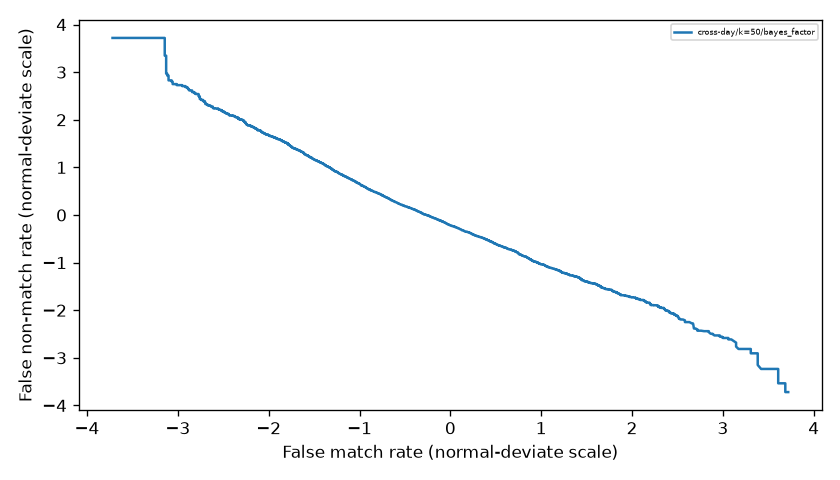 cross-day/k=50/bayes_factor
False non-match rate (normal-deviate scale)
4
3
2
1
0
−1
−2
−3
−4
−4 −3 −2 −1 0 1 2 3 4
False match rate (normal-deviate scale)